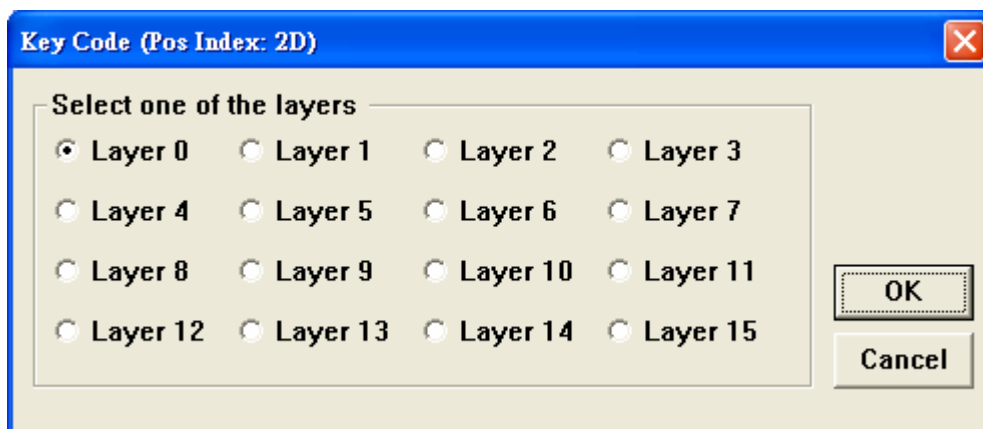 Key Code (Pos Index: 2D)
Select one of the layers
Layer 0 Layer 1 Layer 2 Layer 3
Layer 4 Layer 5 Layer 6 Layer 7
Layer 8 Layer 9 Layer 10 Layer 11
Layer 12 Layer 13 Layer 14 Layer 15
OK
Cancel